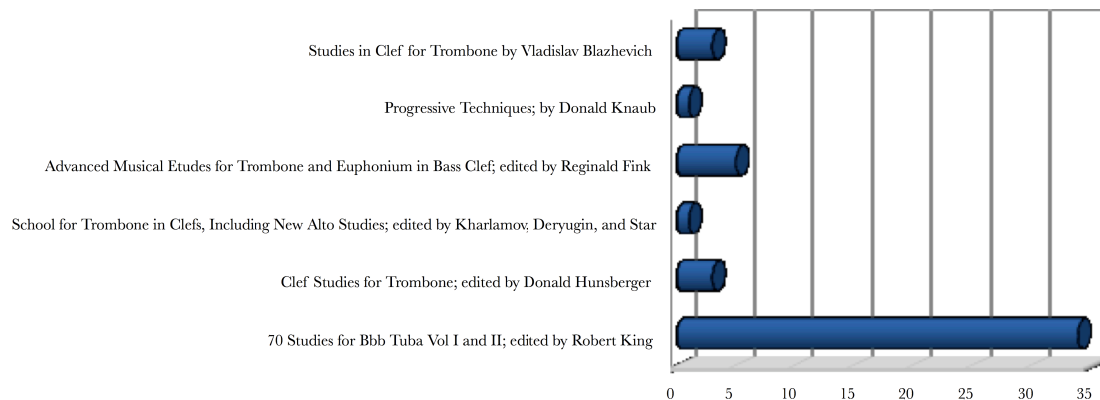 Studies in Clef for Trombone by Vladislav Blazhevich
Progressive Techniques; by Donald Knaub
Advanced Musical Etudes for Trombone and Euphonium in Bass Clef; edited by Reginald Fink
School for Trombone in Clefs, Including New Alto Studies; edited by Kharlamov, Deryugin, and Star
Clef Studies for Trombone; edited by Donald Hunsberger
70 Studies for Bbb Tuba Vol I and II; edited by Robert King
0 5 10 15 20 25 30 35